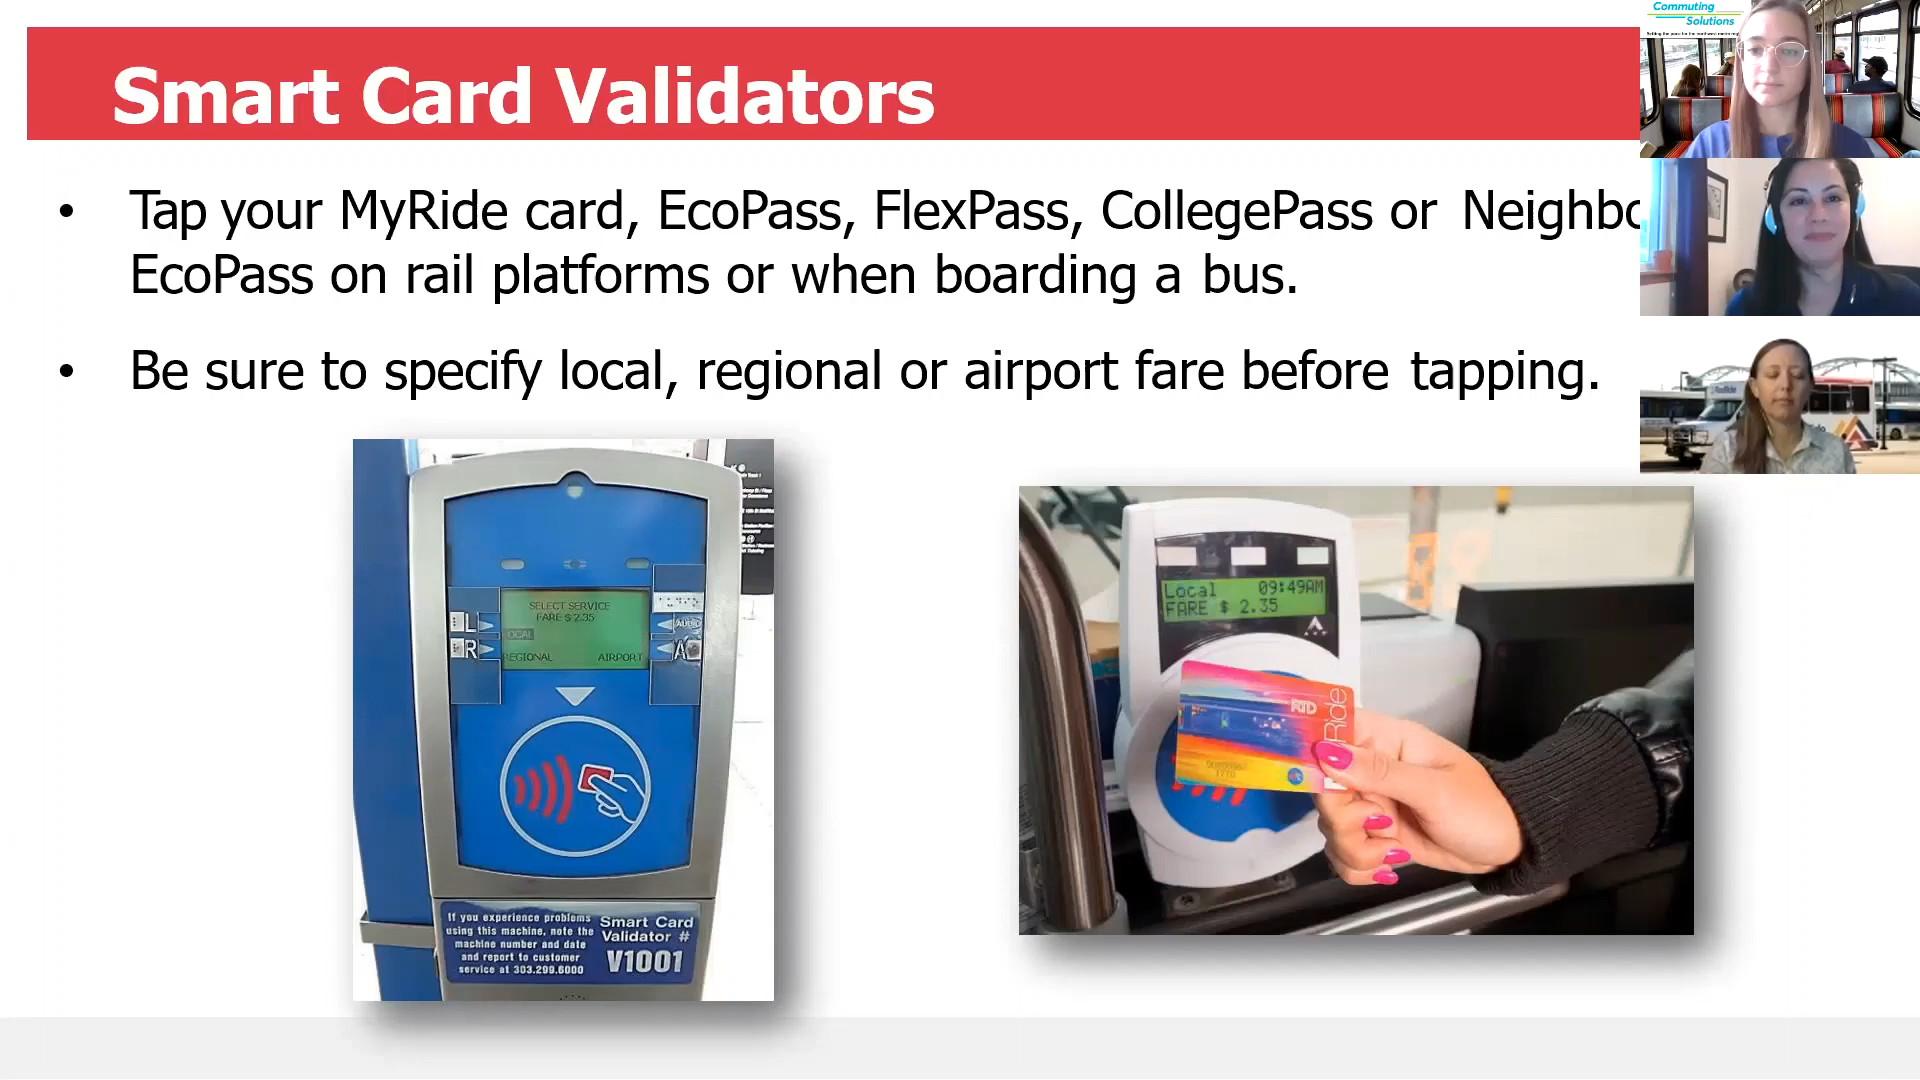 Smart Card Validators
Commuting
Solutions
• Tap your MyRide card, EcoPass, FlexPass, CollegePass or Neighbo
EcoPass on rail platforms or when boarding a bus.
• Be sure to specify local, regional or airport fare before tapping.
SELECT SERVICE
FARE $ 2.35
LOCAL
REGIONAL AIRPORT
L
R
AUDIO
A
If you experience problems
using this machine, note the
machine number and date
and report to customer
service at 303.299.6000
Smart Card
Validator #
V1001
Local 09:49AM
FARE $ 2.35
RTD
Ride